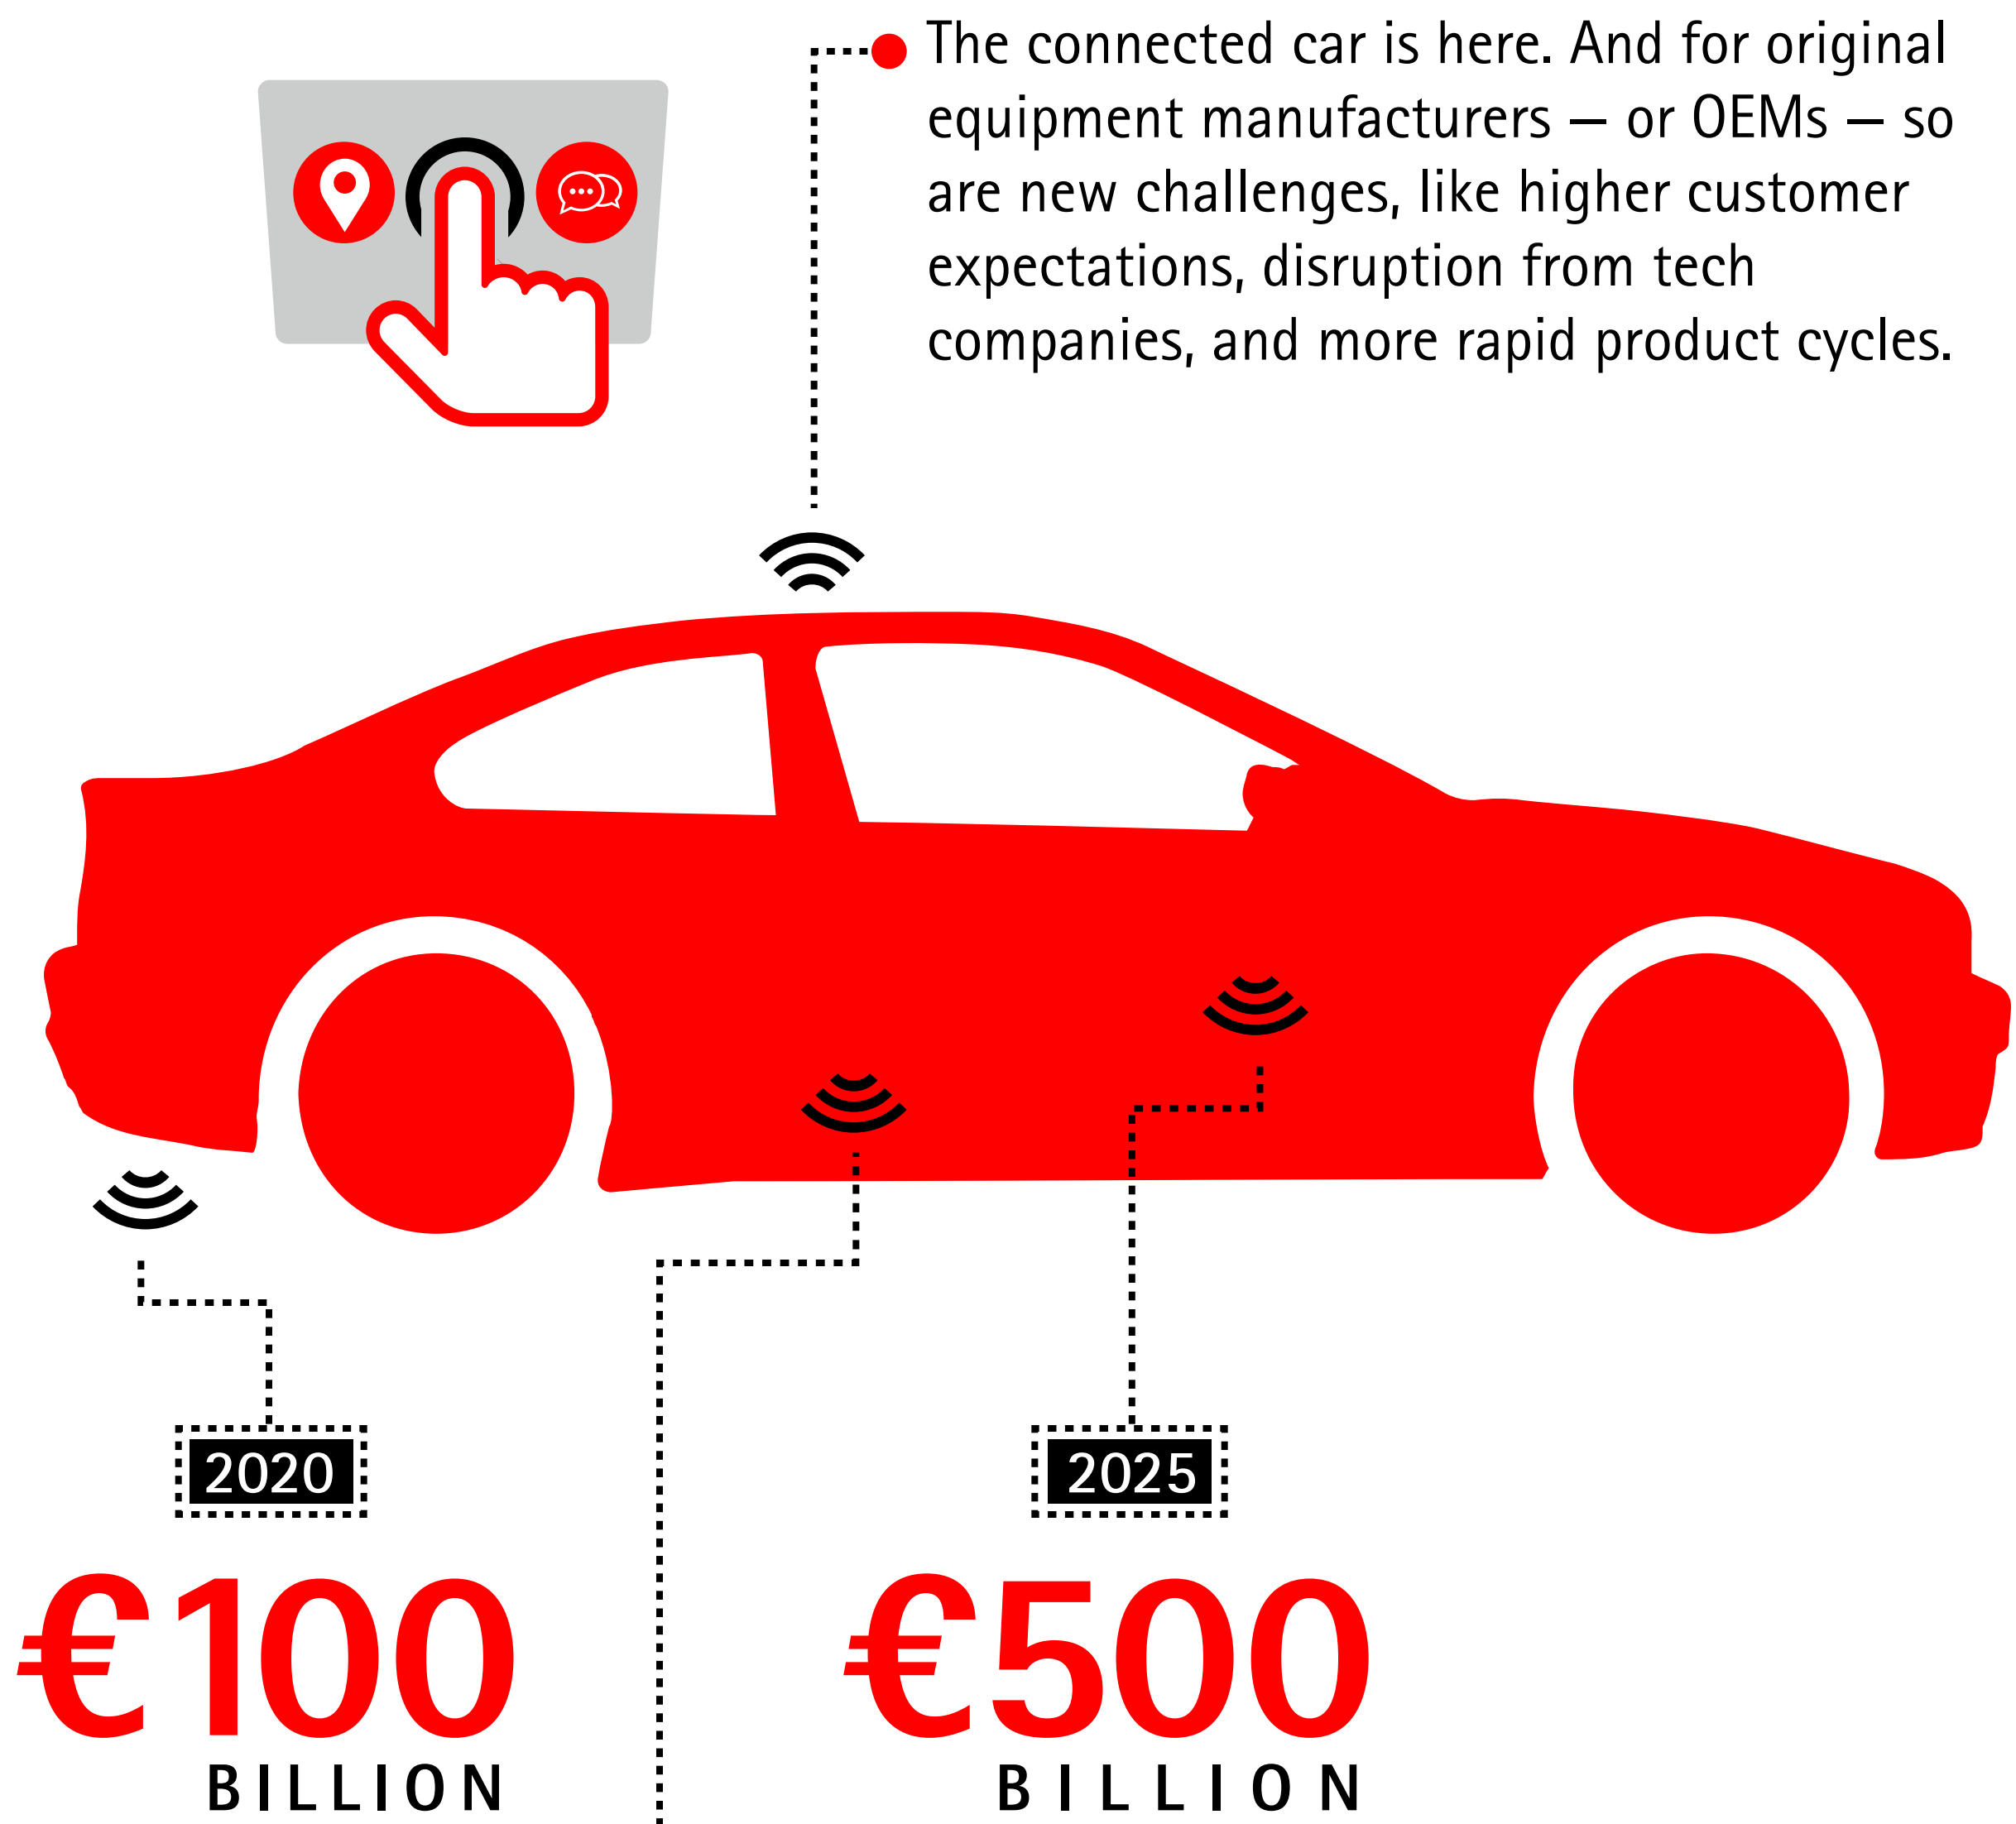 The connected car is here. And for original
equipment manufacturers — or OEMs — so
are new challenges, like higher customer
expectations, disruption from tech
companies, and more rapid product cycles.
2020
€100
BILLION
2025
€500
BILLION